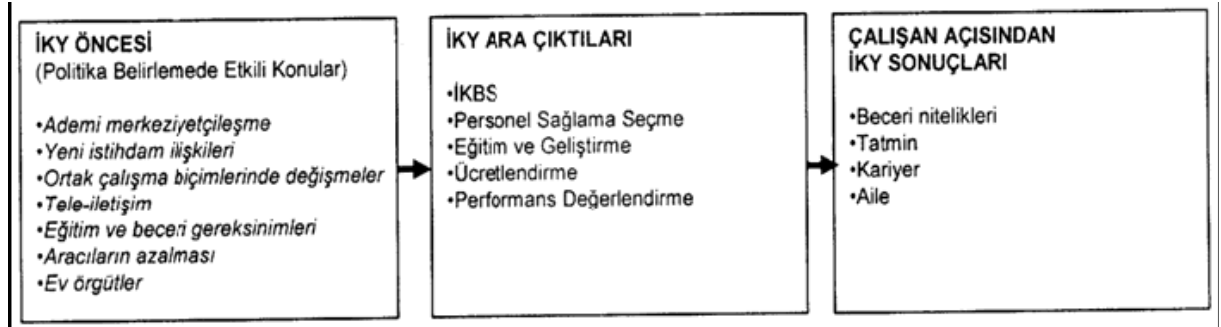 İKY ÖNCESİ
(Politika Belirlemede Etkili Konular)
•Ademi merkeziyetçileşme
•Yeni istihdam ilişkileri
•Ortak çalışma biçimlerinde değişmeler
•Tele-iletişim
•Eğitim ve beceri gereksinimleri
•Aracıların azalması
•Ev örgütler
İKY ARA ÇIKTILARI
•İKBS
•Personel Sağlama Seçme
•Eğitim ve Geliştirme
•Ücretlendirme
•Performans Değerlendirme
ÇALIŞAN AÇISINDAN
İKY SONUÇLARI
•Beceri nitelikleri
•Tatmin
•Kariyer
•Aile